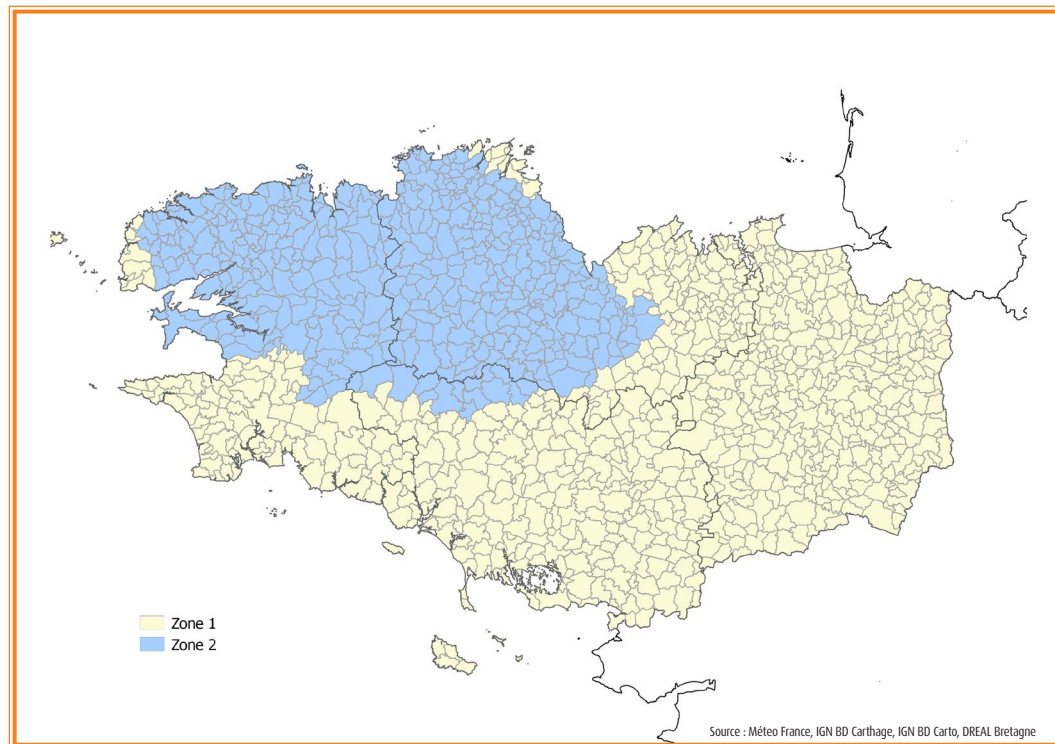 Zone 1
Zone 2
Source : Méteo France, IGN BD Carthage, IGN BD Carto, DREAL Bretagne